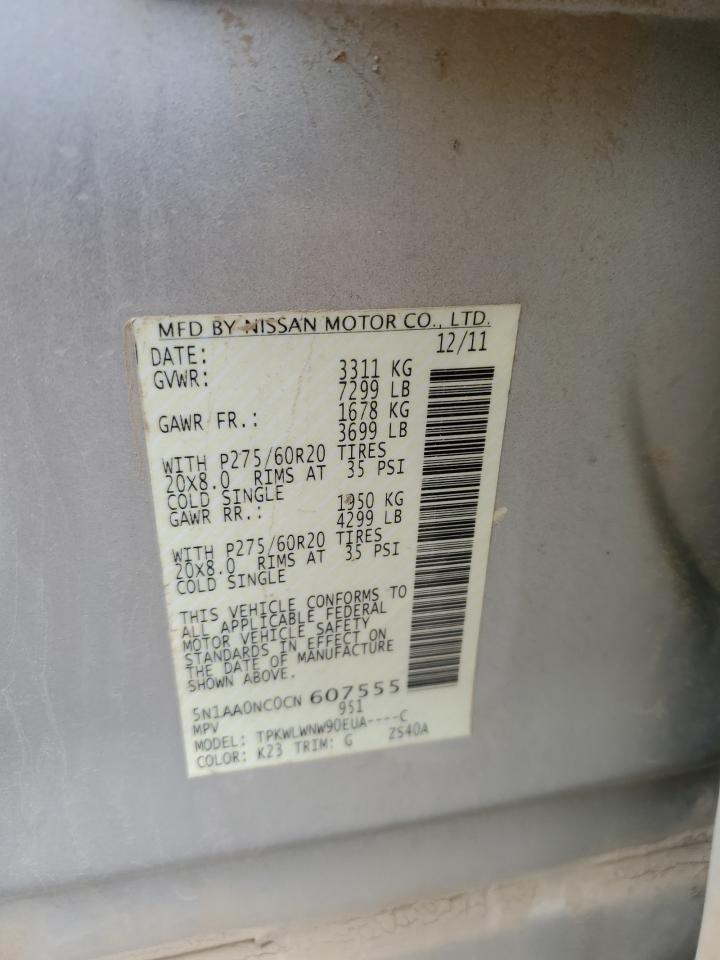 MFD BY NISSAN MOTOR CO., LTD.
DATE: 12/11
GVWR: 3311 KG
7299 LB
GAWR FR.: 1678 KG
3699 LB
WITH P275/60R20 TIRES
20x8.0 RIMS AT 35 PSI
COLD SINGLE
GAWR RR.: 1950 KG
4299 LB
WITH P275/60R20 TIRES
20x8.0 RIMS AT 35 PSI
COLD SINGLE
THIS VEHICLE CONFORMS TO
ALL APPLICABLE FEDERAL
MOTOR VEHICLE SAFETY
STANDARDS IN EFFECT ON
THE DATE OF MANUFACTURE
SHOWN ABOVE.
5N1AA0NC0CN 607555
MPV 951
MODEL: TPKWLWNW90EUA----C
COLOR: K23 TRIM: G ZS40A